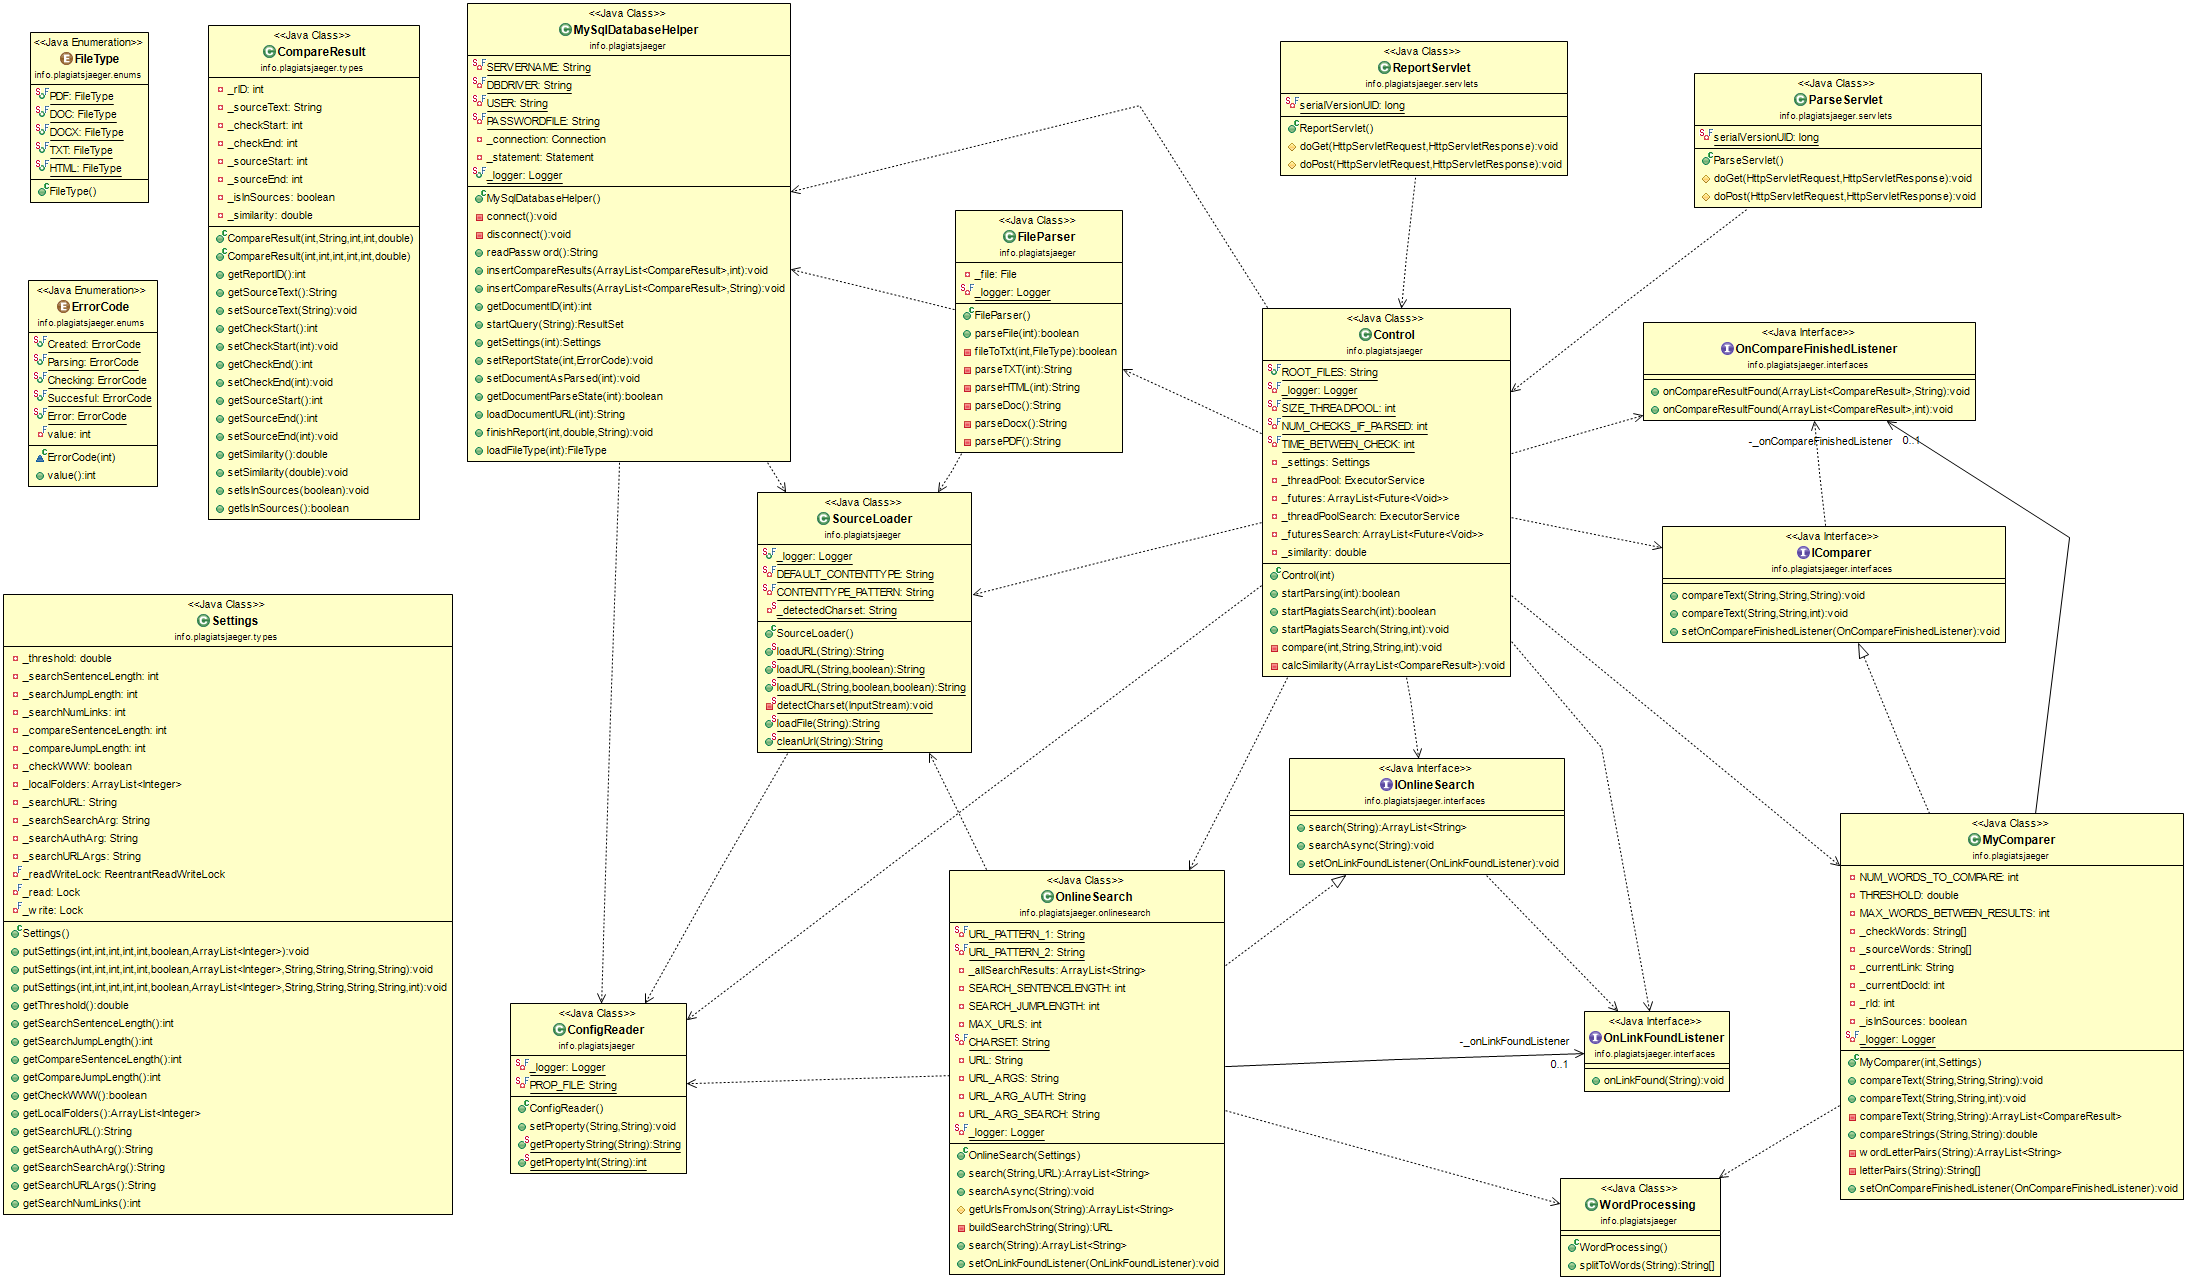 <<Java Enumeration>>
FileType
info.plagiatsjaeger.enums
PDF: FileType
DOC: FileType
DOCX: FileType
TXT: FileType
HTML: FileType
FileType()
<<Java Enumeration>>
ErrorCode
info.plagiatsjaeger.enums
Created: ErrorCode
Parsing: ErrorCode
Checking: ErrorCode
Succesful: ErrorCode
Error: ErrorCode
value: int
ErrorCode(int)
value():int
<<Java Class>>
CompareResult
info.plagiatsjaeger.types
_rID: int
_sourceText: String
_checkStart: int
_checkEnd: int
_sourceStart: int
_sourceEnd: int
_isInSources: boolean
_similarity: double
CompareResult(int,String,int,int,double)
CompareResult(int,int,int,int,int,double)
getReportID():int
getSourceText():String
setSourceText(String):void
getCheckStart():int
setCheckStart(int):void
getCheckEnd():int
setCheckEnd(int):void
getSourceStart():int
getSourceEnd():int
setSourceEnd(int):void
getSimilarity():double
setSimilarity(double):void
setIsInSources(boolean):void
getIsInSources():boolean
<<Java Class>>
Settings
info.plagiatsjaeger.types
_threshold: double
_searchSentenceLength: int
_searchJumpLength: int
_searchNumLinks: int
_compareSentenceLength: int
_compareJumpLength: int
_checkWWW: boolean
_localFolders: ArrayList<Integer>
_searchURL: String
_searchSearchArg: String
_searchAuthArg: String
_searchURLArgs: String
_readWriteLock: ReentrantReadWriteLock
_read: Lock
_write: Lock
Settings()
putSettings(int,int,int,int,int,boolean,ArrayList<Integer>):void
putSettings(int,int,int,int,int,boolean,ArrayList<Integer>,String,String,String,String):void
putSettings(int,int,int,int,int,boolean,ArrayList<Integer>,String,String,String,String,int):void
getThreshold():double
getSearchSentenceLength():int
getSearchJumpLength():int
getCompareSentenceLength():int
getCompareJumpLength():int
getCheckWWW():boolean
getLocalFolders():ArrayList<Integer>
getSearchURL():String
getSearchAuthArg():String
getSearchSearchArg():String
getSearchURLArgs():String
getSearchNumLinks():int
<<Java Class>>
MySqlDatabaseHelper
info.plagiatsjaeger
SERVERNAME: String
DBDRIVER: String
USER: String
PASSWORDFILE: String
_connection: Connection
_statement: Statement
_logger: Logger
MySqlDatabaseHelper()
connect():void
disconnect():void
readPassword():String
insertCompareResults(ArrayList<CompareResult>,int):void
insertCompareResults(ArrayList<CompareResult>,String):void
getDocumentID(int):int
startQuery(String):ResultSet
getSettings(int):Settings
setReportState(int,ErrorCode):void
setDocumentAsParsed(int):void
getDocumentParseState(int):boolean
loadDocumentURL(int):String
finishReport(int,double,String):void
loadFileType(int):FileType
<<Java Class>>
FileParser
info.plagiatsjaeger
_file: File
_logger: Logger
FileParser()
parseFile(int):boolean
fileToTxt(int,FileType):boolean
parseTXT(int):String
parseHTML(int):String
parseDoc():String
parseDocx():String
parsePDF():String
<<Java Class>>
SourceLoader
info.plagiatsjaeger
_logger: Logger
DEFAULT_CONTENTTYPE: String
CONTENTTYPE_PATTERN: String
_detectedCharset: String
SourceLoader()
loadURL(String):String
loadURL(String,boolean):String
loadURL(String,boolean,boolean):String
detectCharset(InputStream):void
loadFile(String):String
cleanUrl(String):String
<<Java Class>>
ConfigReader
info.plagiatsjaeger
_logger: Logger
PROP_FILE: String
ConfigReader()
setProperty(String,String):void
getPropertyString(String):String
getPropertyInt(String):int
<<Java Class>>
OnlineSearch
info.plagiatsjaeger.onlinesearch
URL_PATTERN_1: String
URL_PATTERN_2: String
_allSearchResults: ArrayList<String>
SEARCH_SENTENCELENGTH: int
SEARCH_JUMPLENGTH: int
MAX_URLS: int
CHARSET: String
URL: String
URL_ARGS: String
URL_ARG_AUTH: String
URL_ARG_SEARCH: String
_logger: Logger
OnlineSearch(Settings)
search(String,URL):ArrayList<String>
searchAsync(String):void
getUrlsFromJson(String):ArrayList<String>
buildSearchString(String):URL
search(String):ArrayList<String>
setOnLinkFoundListener(OnLinkFoundListener):void
<<Java Class>>
ReportServlet
info.plagiatsjaeger.servlets
serialVersionUID: long
ReportServlet()
doGet(HttpServletRequest,HttpServletResponse):void
doPost(HttpServletRequest,HttpServletResponse):void
<<Java Class>>
ParseServlet
info.plagiatsjaeger.servlets
serialVersionUID: long
ParseServlet()
doGet(HttpServletRequest,HttpServletResponse):void
doPost(HttpServletRequest,HttpServletResponse):void
<<Java Class>>
Control
info.plagiatsjaeger
ROOT_FILES: String
_logger: Logger
SIZE_THREADPOOL: int
NUM_CHECKS_IF_PARSED: int
TIME_BETWEEN_CHECK: int
_settings: Settings
_threadPool: ExecutorService
_futures: ArrayList<Future<Void>>
_threadPoolSearch: ExecutorService
_futuresSearch: ArrayList<Future<Void>>
_similarity: double
Control(int)
startParsing(int):boolean
startPlagiatsSearch(int):boolean
startPlagiatsSearch(String,int):void
compare(int,String,String,int):void
calcSimilarity(ArrayList<CompareResult>):void
<<Java Interface>>
OnCompareFinishedListener
info.plagiatsjaeger.interfaces
onCompareResultFound(ArrayList<CompareResult>,String):void
onCompareResultFound(ArrayList<CompareResult>,int):void
-_onCompareFinishedListener
0..1
<<Java Interface>>
IComparer
info.plagiatsjaeger.interfaces
compareText(String,String,String):void
compareText(String,String,int):void
setOnCompareFinishedListener(OnCompareFinishedListener):void
<<Java Interface>>
IOnlineSearch
info.plagiatsjaeger.interfaces
search(String):ArrayList<String>
searchAsync(String):void
setOnLinkFoundListener(OnLinkFoundListener):void
<<Java Class>>
MyComparer
info.plagiatsjaeger
NUM_WORDS_TO_COMPARE: int
THRESHOLD: double
MAX_WORDS_BETWEEN_RESULTS: int
_checkWords: String[]
_sourceWords: String[]
_currentLink: String
_currentDocId: int
_rId: int
_isInSources: boolean
_logger: Logger
MyComparer(int,Settings)
compareText(String,String,String):void
compareText(String,String,int):void
compareText(String,String):ArrayList<CompareResult>
compareStrings(String,String):double
wordLetterPairs(String):ArrayList<String>
letterPairs(String):String[]
setOnCompareFinishedListener(OnCompareFinishedListener):void
-_onLinkFoundListener
0..1
<<Java Interface>>
OnLinkFoundListener
info.plagiatsjaeger.interfaces
onLinkFound(String):void
<<Java Class>>
WordProcessing
info.plagiatsjaeger
WordProcessing()
splitToWords(String):String[]